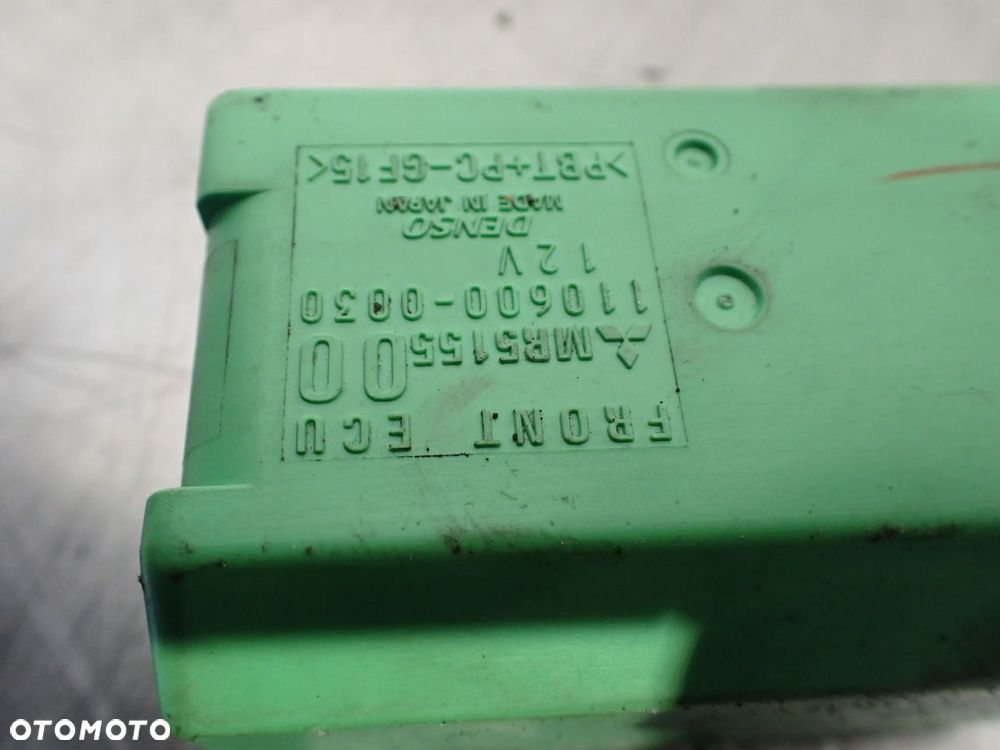 FRONT ECU
MR515500
110600-0030
12V
DENSO
MADE IN JAPAN
>PBT+PC-GF15<
OTOMOTO